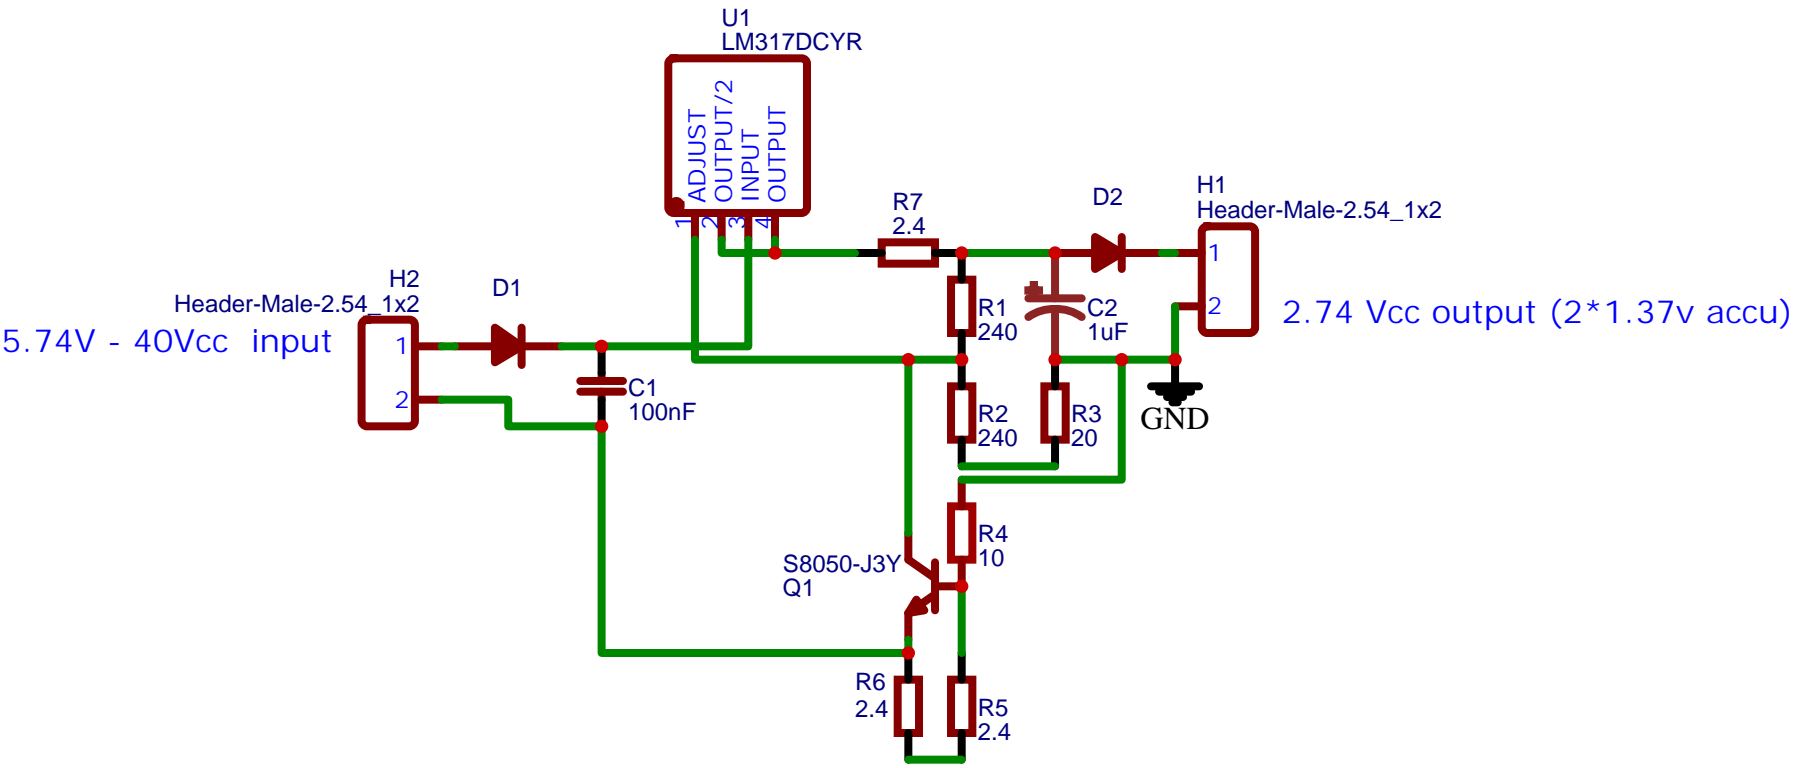 U1
LM317DCYR
ADJUST
OUTPUT/2
INPUT
OUTPUT
1
2
3
4
R7
2.4
D2
H1
Header-Male-2.54_1x2
1
2
2.74 Vcc output (2*1.37v accu)
H2
Header-Male-2.54_1x2
5.74V - 40Vcc  input
1
2
D1
C1
100nF
R1
240
C2
1uF
R2
240
R3
20
GND
R4
10
S8050-J3Y
Q1
R6
2.4
R5
2.4